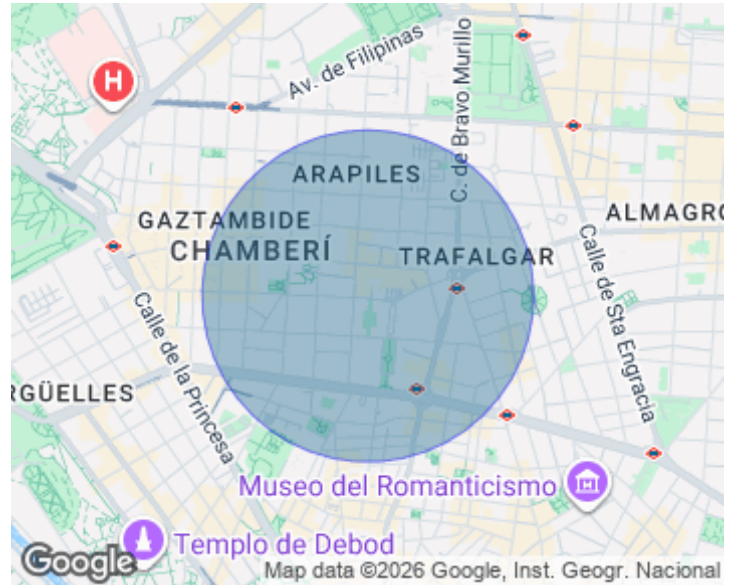 H
Av. de Filipinas
C. de Bravo Murillo
ARAPILES
GAZTAMBIDE
CHAMBERÍ
TRAFALGAR
ALMAGRO
Calle de Sta Engracia
Calle de la Princesa
RGÜELLES
Museo del Romanticismo
Templo de Debod
Google
Map data ©2026 Google, Inst. Geogr. Nacional